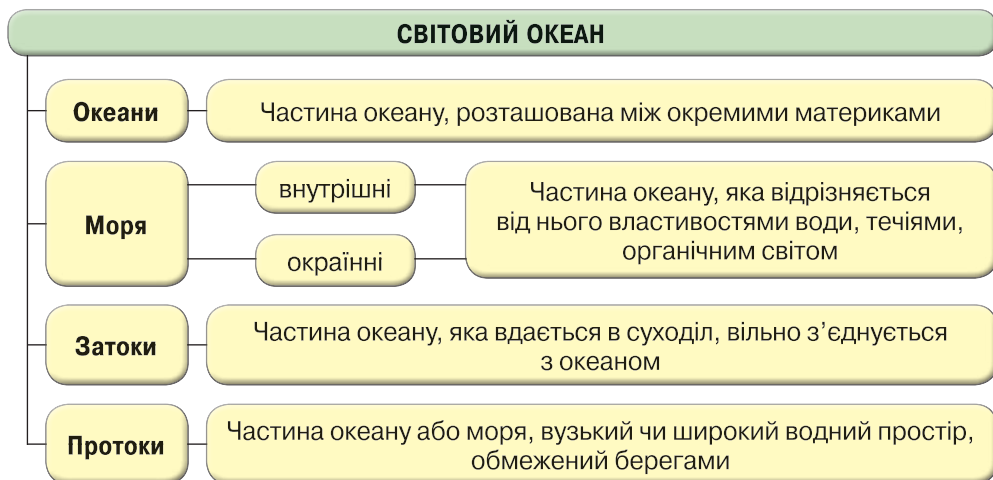 СВІТОВИЙ ОКЕАН
Океани
Частина океану, розташована між окремими материками
Моря
внутрішні
окраїнні
Частина океану, яка відрізняється
від нього властивостями води, течіями,
органічним світом
Затоки
Частина океану, яка вдається в суходіл, вільно з’єднується
з океаном
Протоки
Частина океану або моря, вузький чи широкий водний простір,
обмежений берегами